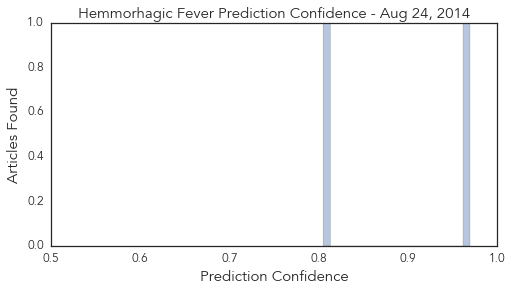 Hemmorhagic Fever Prediction Confidence - Aug 24, 2014
1.0
0.8
0.6
0.4
0.2
0.0
Articles Found
0.5 0.6 0.7 0.8 0.9 1.0
Prediction Confidence